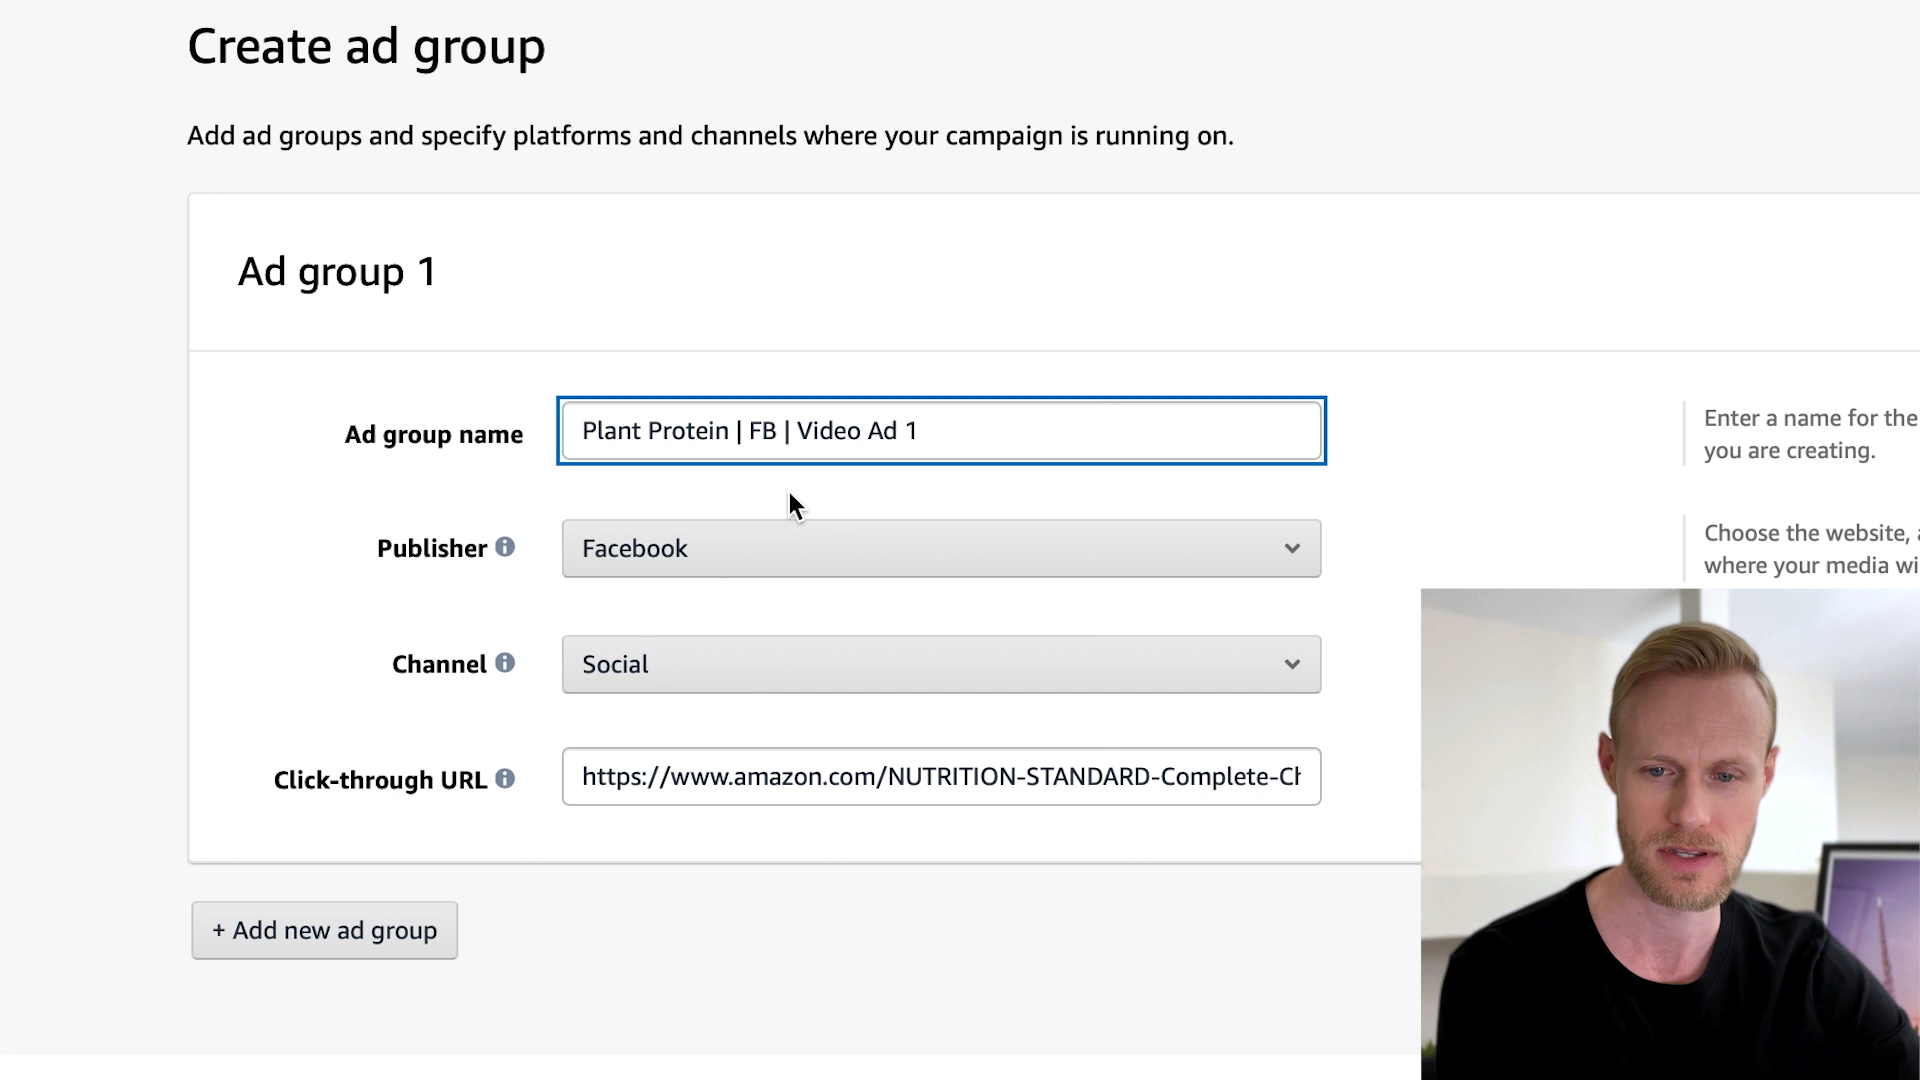 Create ad group
Add ad groups and specify platforms and channels where your campaign is running on.
Ad group 1
Ad group name
Plant Protein | FB | Video Ad 1
Enter a name for the
you are creating.
Publisher
Facebook
Choose the website,
where your media
Channel
Social
Click-through URL
https://www.amazon.com/NUTRITION-STANDARD-Complete-Ch
+ Add new ad group